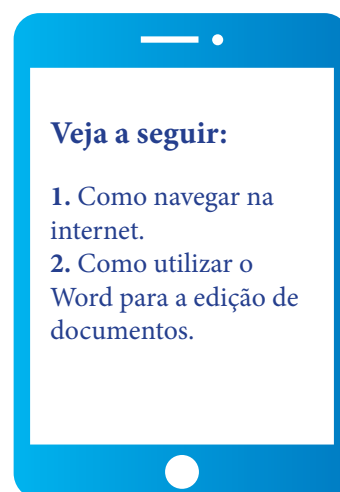 Veja a seguir:
1. Como navegar na
internet.
2. Como utilizar o
Word para a edição de
documentos.